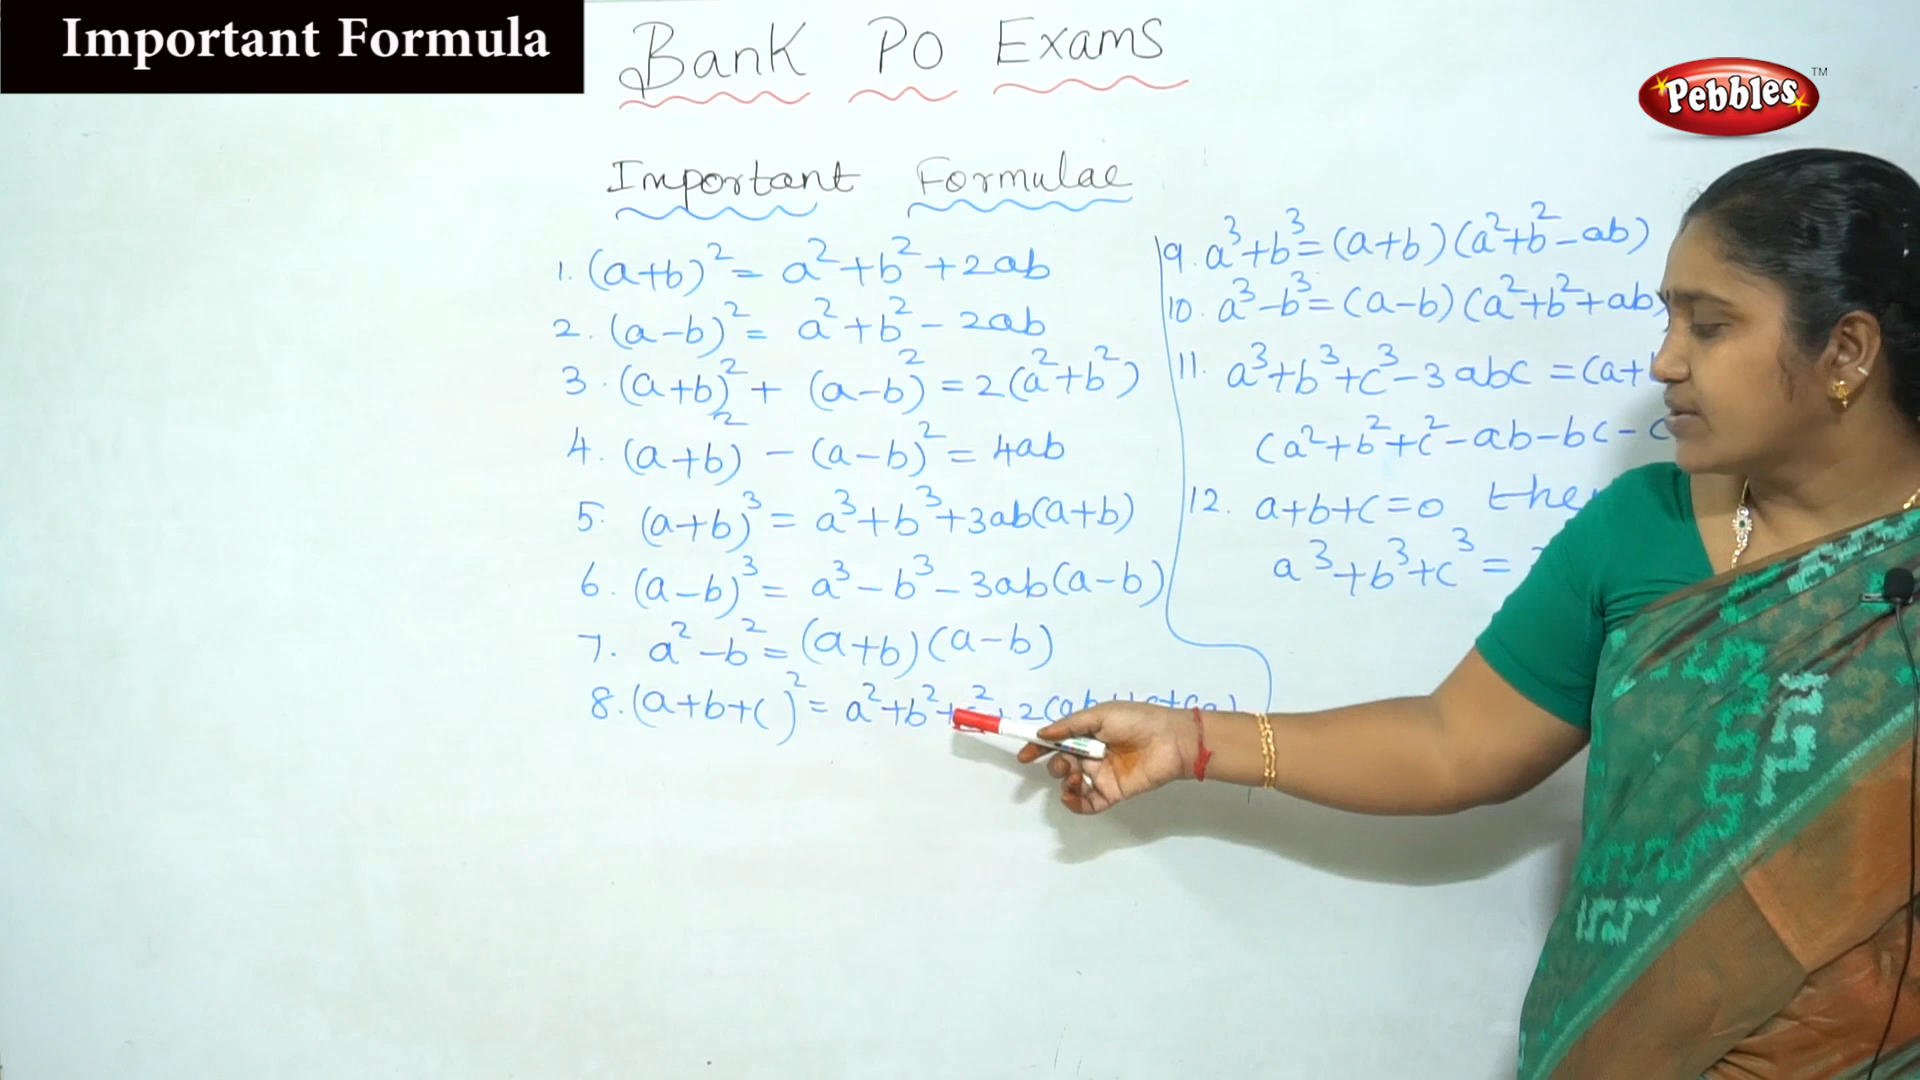 Important Formula
Bank PO Exams
Pebbles™
Important Formulae
1. (a+b)² = a²+b²+2ab
2. (a-b)² = a²+b²-2ab
3. (a+b)² + (a-b)² = 2(a²+b²)
4. (a+b)² - (a-b)² = 4ab
5. (a+b)³ = a³+b³+3ab(a+b)
6. (a-b)³ = a³-b³-3ab(a-b)
7. a²-b² = (a+b)(a-b)
8. (a+b+c)² = a²+b²+
9. a³+b³ = (a+b)(a²+b²-ab)
10. a³-b³ = (a-b)(a²+b²+ab)
11. a³+b³+c³-3abc = (a+
(a²+b²+c²-ab-bc-
12. a+b+c=0
a³+b³+c³ =